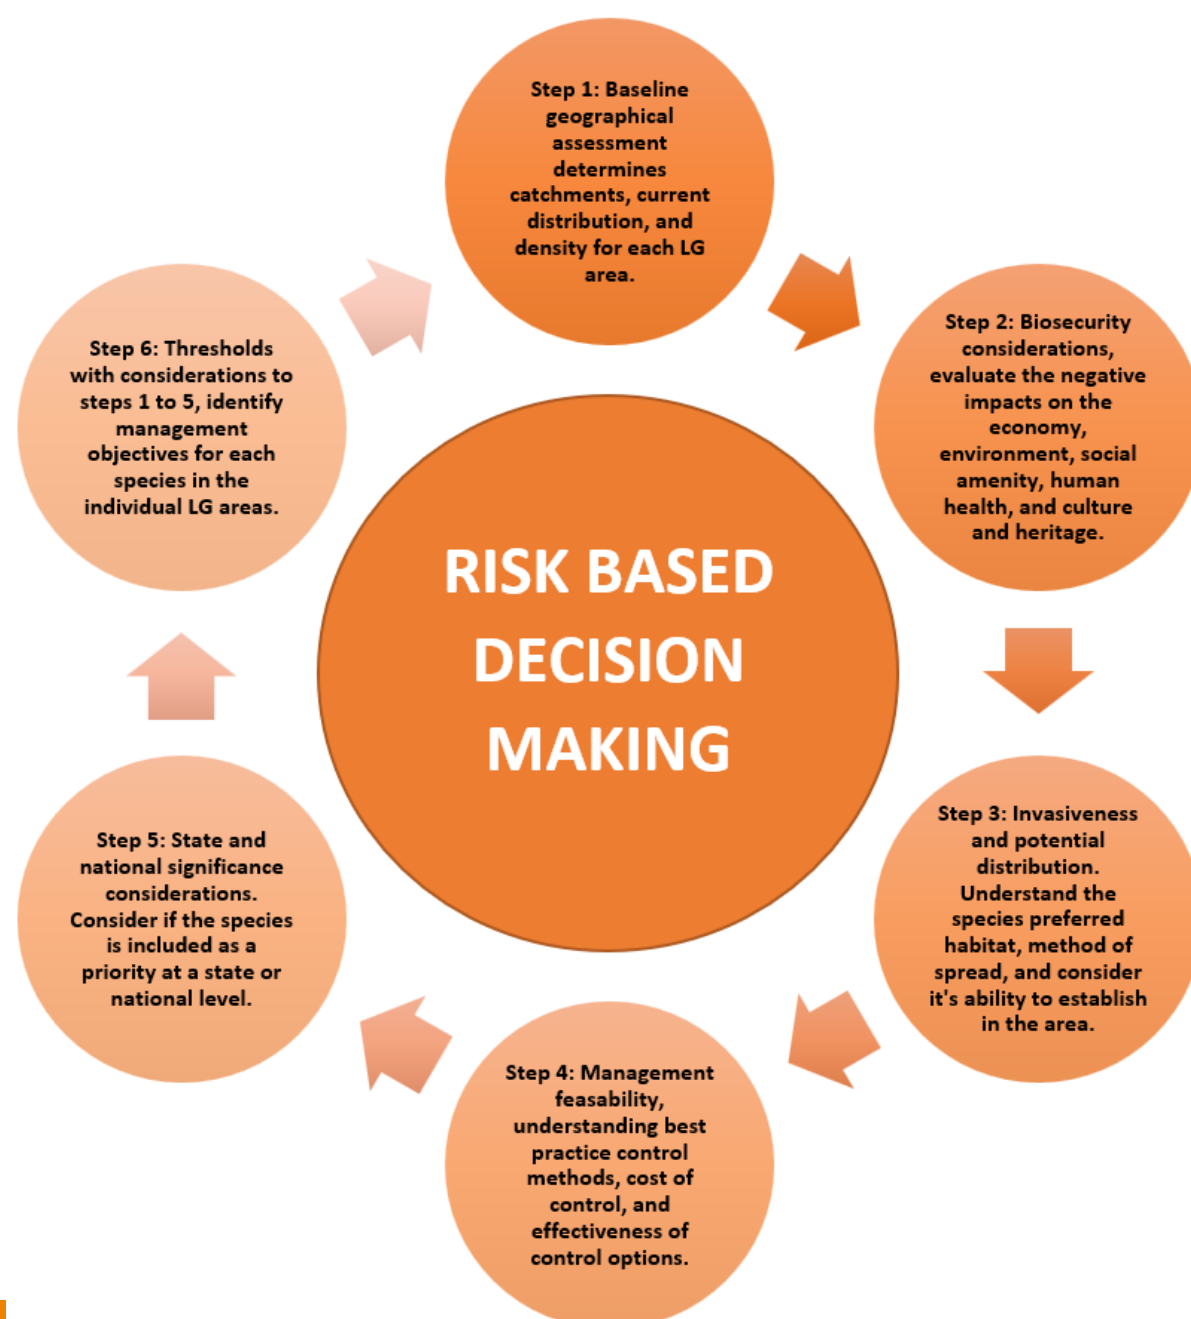 Step 1: Baseline
geographical
assessment
determines
catchments, current
distribution, and
density for each LG
area.
Step 2: Biosecurity
considerations,
evaluate the negative
impacts on the
economy,
environment, social
amenity, human
health, and culture
and heritage.
Step 3: Invasiveness
and potential
distribution.
Understand the
species preferred
habitat, method of
spread, and consider
it's ability to establish
in the area.
Step 4: Management
feasability,
understanding best
practice control
methods, cost of
control, and
effectiveness of
control options.
Step 5: State and
national significance
considerations.
Consider if the species
is included as a
priority at a state or
national level.
Step 6: Thresholds
with considerations to
steps 1 to 5, identify
management
objectives for each
species in the
individual LG areas.
RISK BASED
DECISION
MAKING